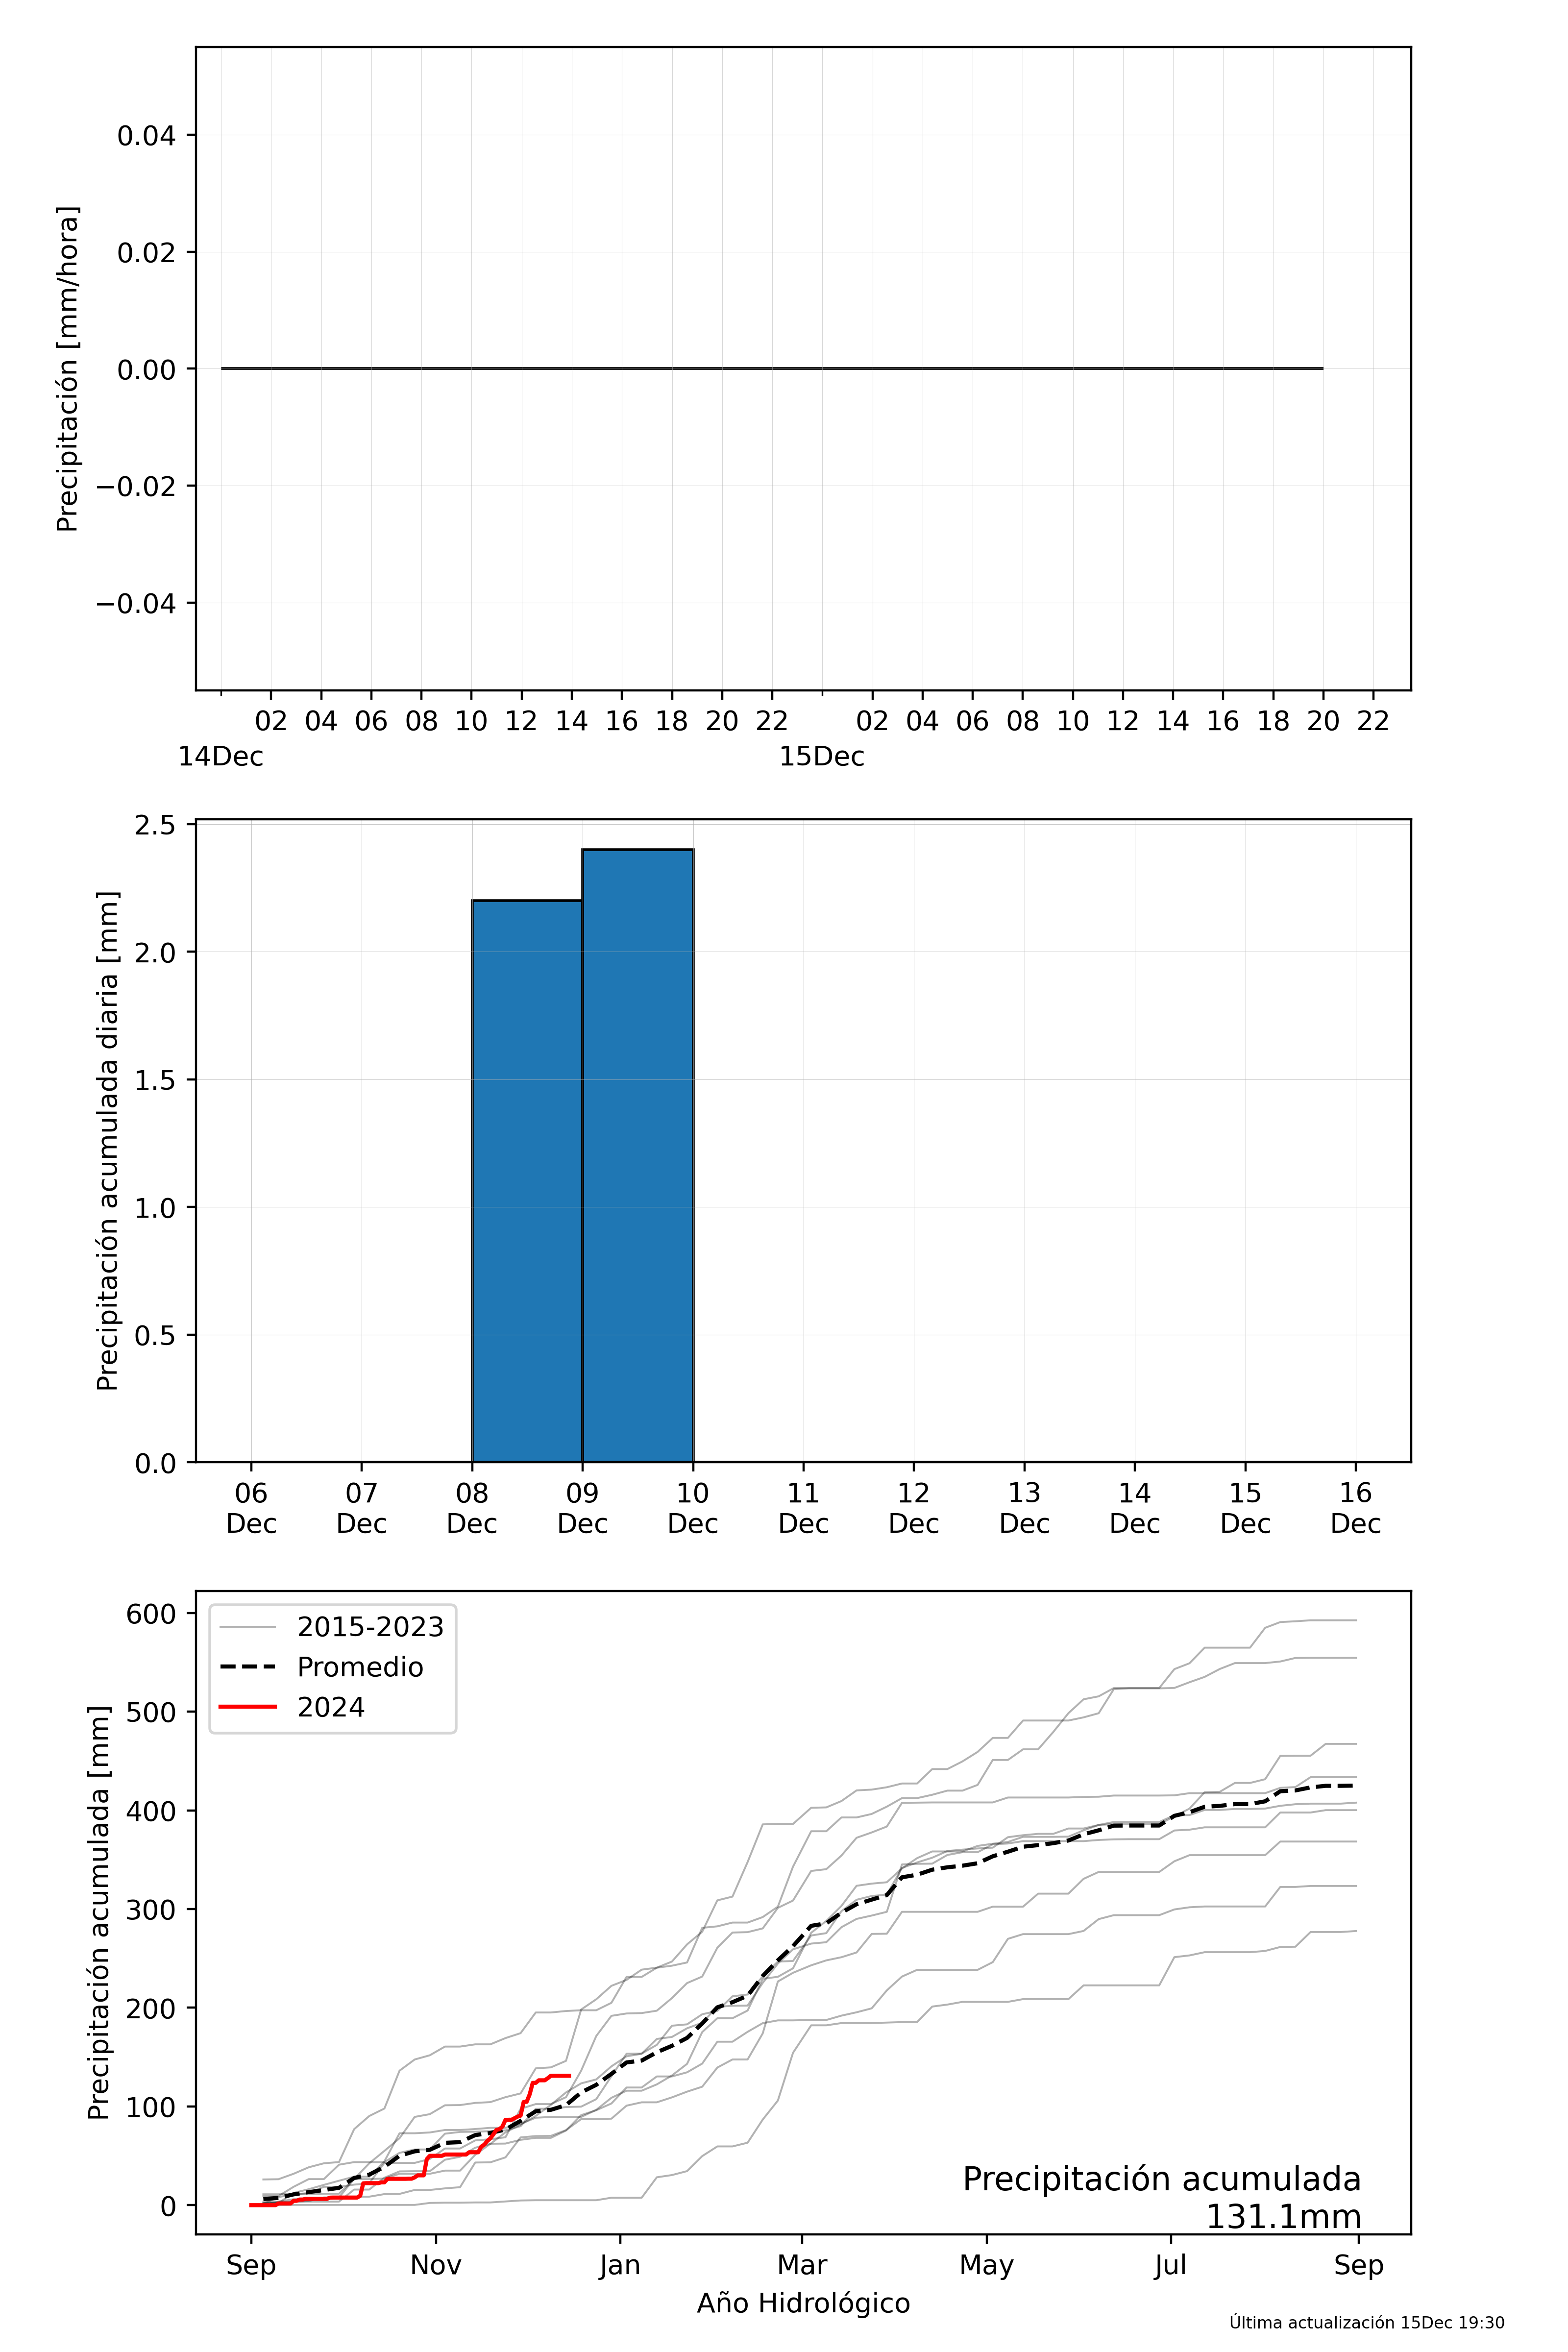 Precipitación [mm/hora]
0.04
0.02
0.00
−0.02
−0.04
02 04 06 08 10 12 14 16 18 20 22 02 04 06 08 10 12 14 16 18 20 22
14Dec 15Dec
Precipitación acumulada diaria [mm]
2.5
2.0
1.5
1.0
0.5
0.0
06 07 08 09 10 11 12 13 14 15 16
Dec Dec Dec Dec Dec Dec Dec Dec Dec Dec Dec
Precipitación acumulada [mm]
600
500
400
300
200
100
0
2015-2023
Promedio
2024
Precipitación acumulada
131.1mm
Sep Nov Jan Mar May Jul Sep
Año Hidrológico
Última actualización 15Dec 19:30